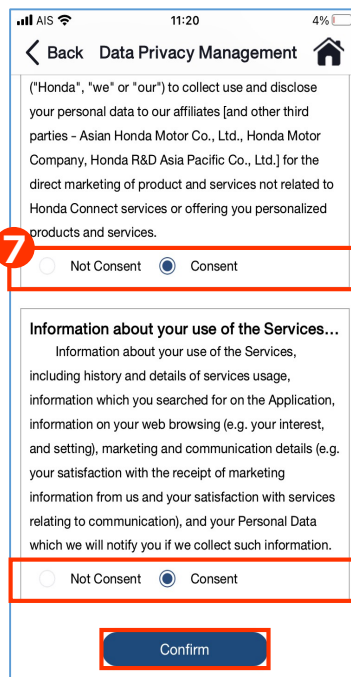 AIS 11:20 4%
Back Data Privacy Management
("Honda", "we" or "our") to collect use and disclose
your personal data to our affiliates [and other third
parties - Asian Honda Motor Co., Ltd., Honda Motor
Company, Honda R&D Asia Pacific Co., Ltd.] for the
direct marketing of product and services not related to
Honda Connect services or offering you personalized
products and services.
7
Not Consent Consent
Information about your use of the Services...
Information about your use of the Services,
including history and details of services usage,
information which you searched for on the Application,
information on your web browsing (e.g. your interest,
and setting), marketing and communication details (e.g.
your satisfaction with the receipt of marketing
information from us and your satisfaction with services
relating to communication), and your Personal Data
which we will notify you if we collect such information.
Not Consent Consent
Confirm